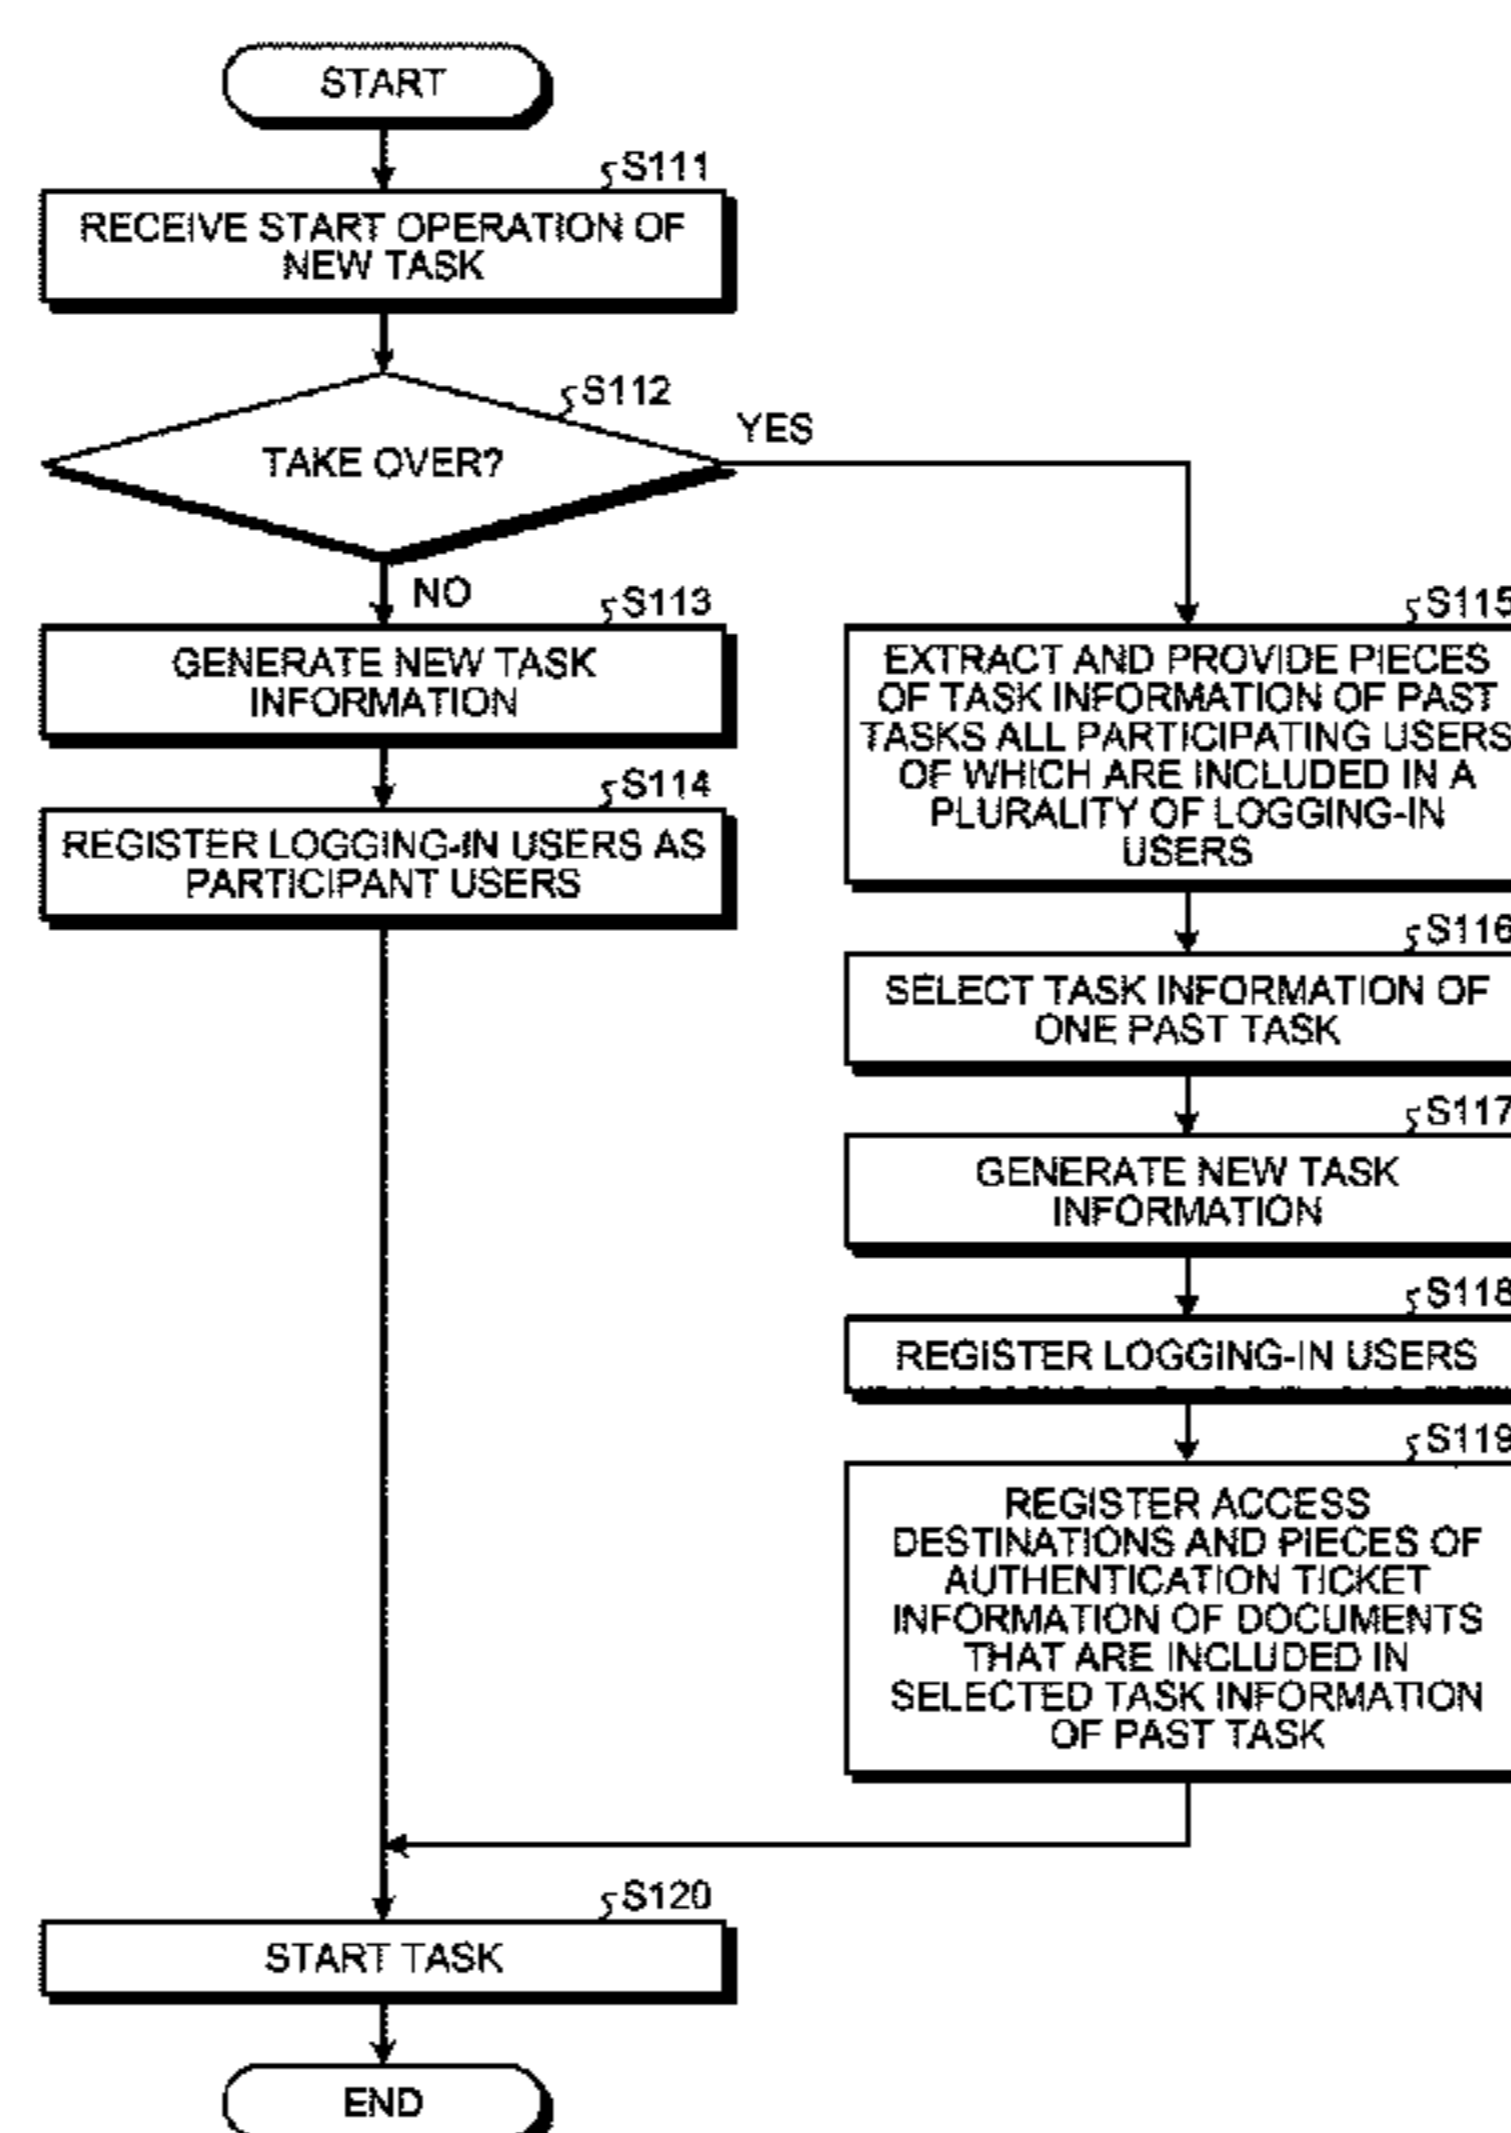 START
S111
RECEIVE START OPERATION OF
NEW TASK
S112
TAKE OVER?
YES
NO
S113
GENERATE NEW TASK
INFORMATION
S114
REGISTER LOGGING-IN USERS AS
PARTICIPANT USERS
S115
EXTRACT AND PROVIDE PIECES
OF TASK INFORMATION OF PAST
TASKS ALL PARTICIPATING USERS
OF WHICH ARE INCLUDED IN A
PLURALITY OF LOGGING-IN
USERS
S116
SELECT TASK INFORMATION OF
ONE PAST TASK
S117
GENERATE NEW TASK
INFORMATION
S118
REGISTER LOGGING-IN USERS
S119
REGISTER ACCESS
DESTINATIONS AND PIECES OF
AUTHENTICATION TICKET
INFORMATION OF DOCUMENTS
THAT ARE INCLUDED IN
SELECTED TASK INFORMATION
OF PAST TASK
S120
START TASK
END